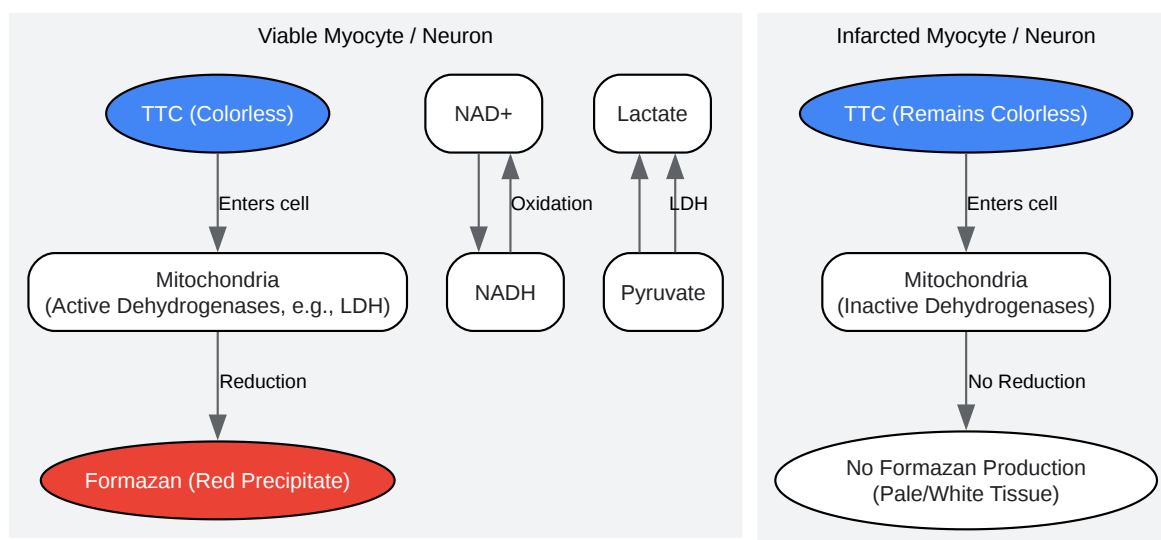 Viable Myocyte / Neuron
TTC (Colorless)
Enters cell
Mitochondria
(Active Dehydrogenases, e.g., LDH)
Reduction
Formazan (Red Precipitate)
NAD+
Oxidation
NADH
Lactate
LDH
Pyruvate
Infarcted Myocyte / Neuron
TTC (Remains Colorless)
Enters cell
Mitochondria
(Inactive Dehydrogenases)
No Reduction
No Formazan Production
(Pale/White Tissue)